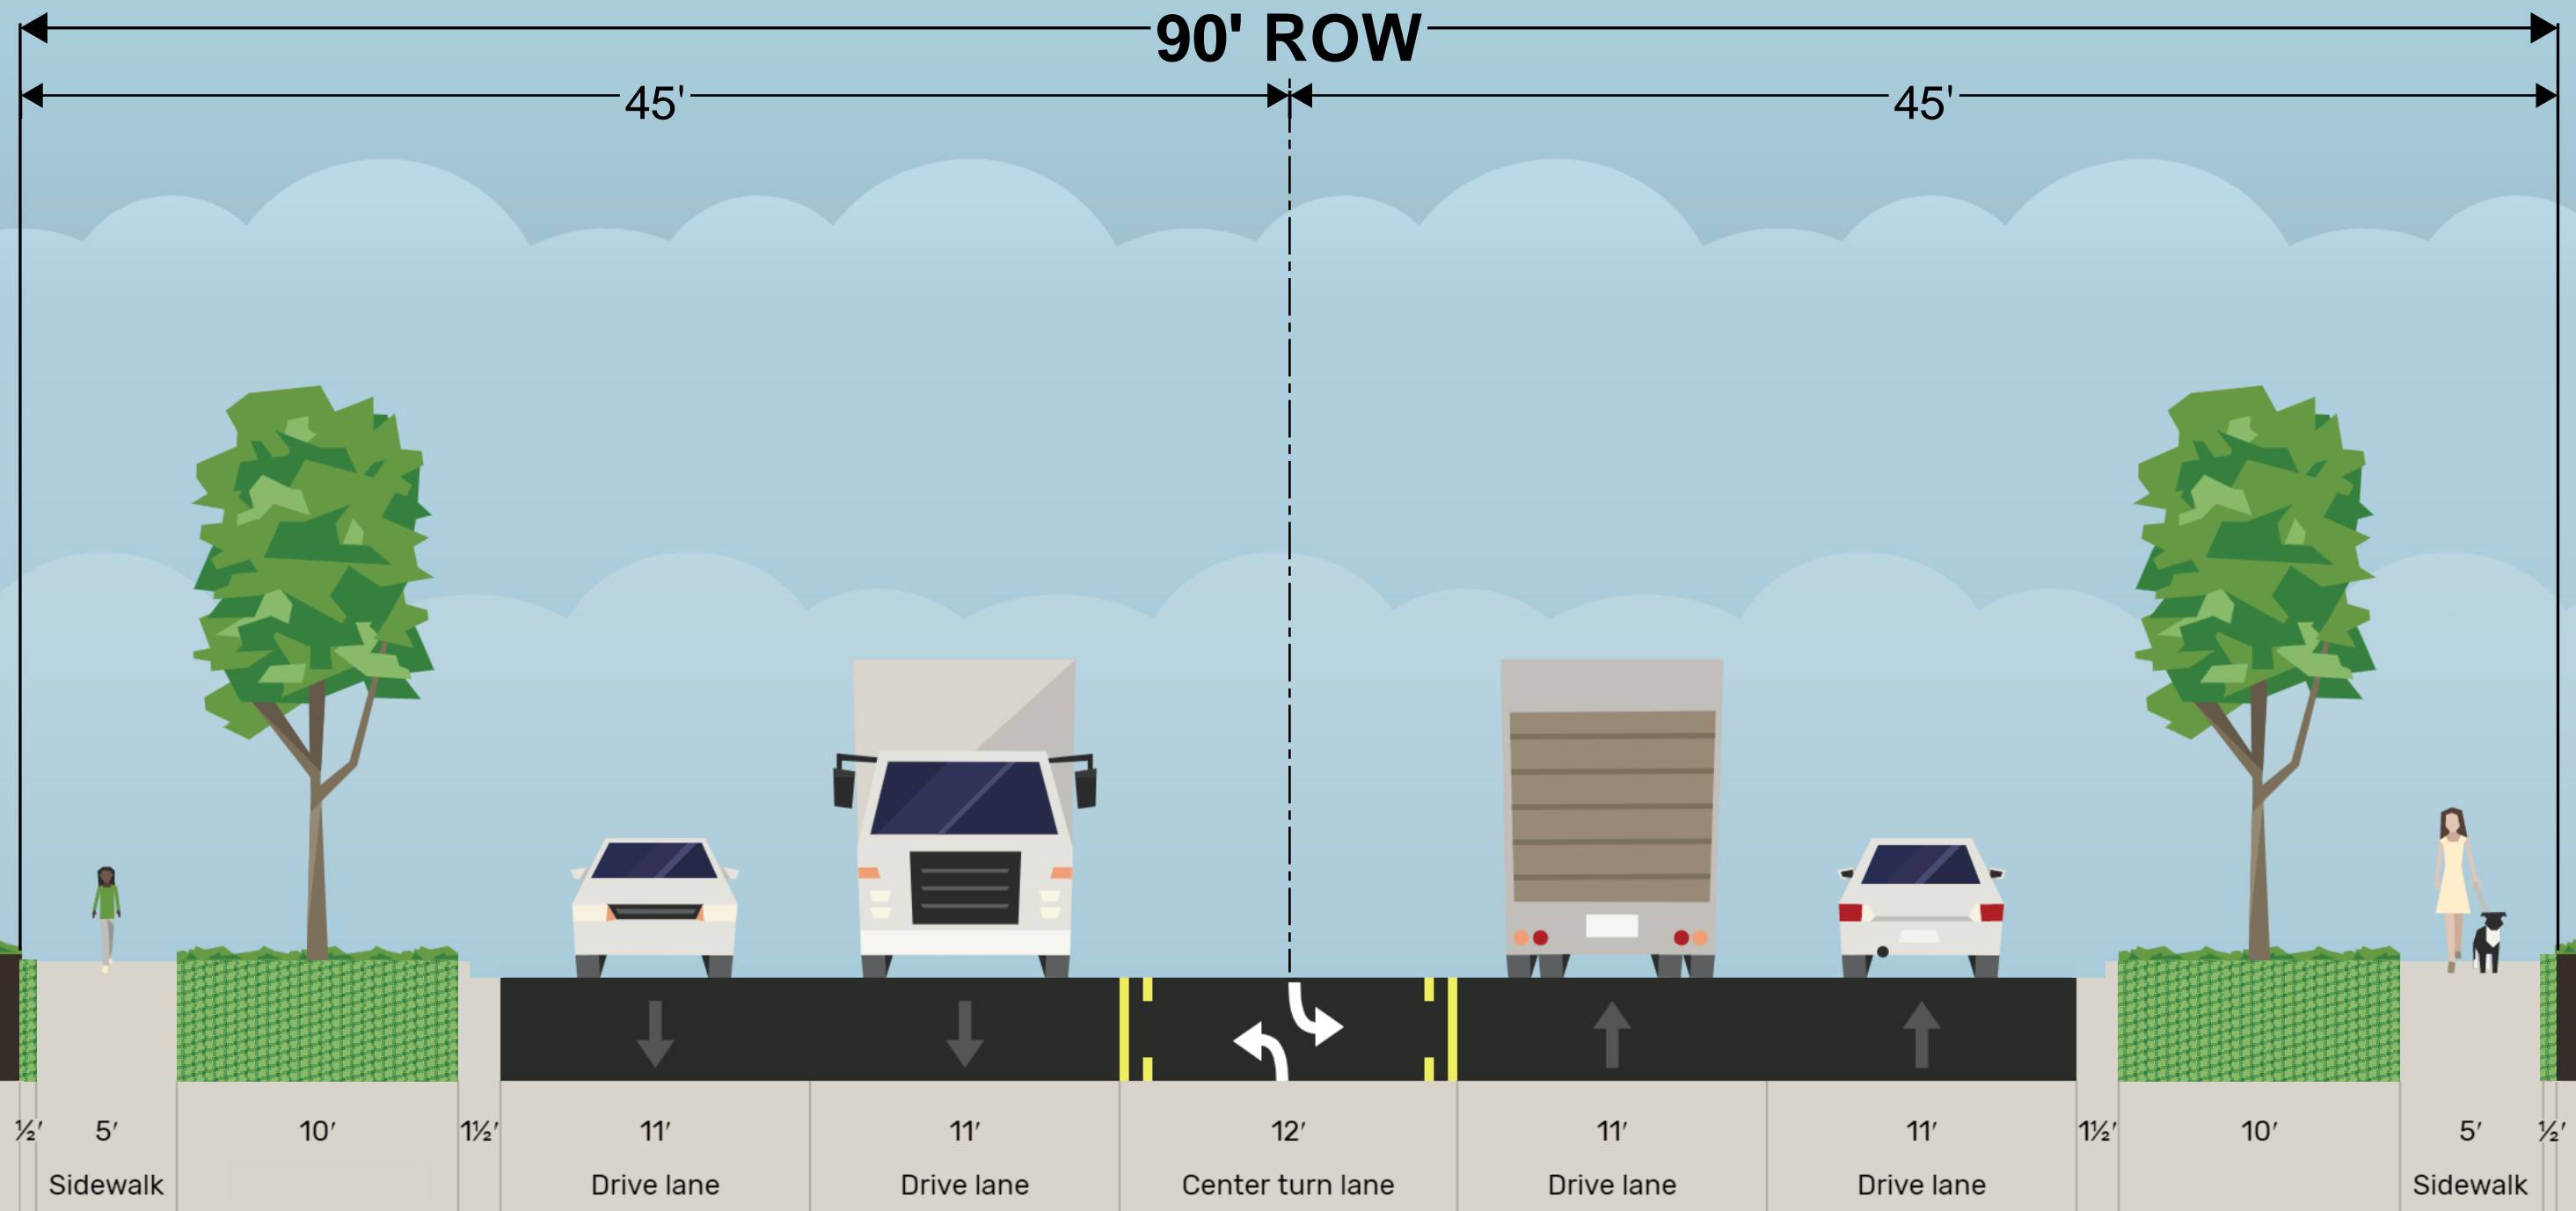 90' ROW
45' 45'
½′ 5′ 10′ 1½′ 11′ 11′ 12′ 11′ 11′ 1½′ 10′ 5′ ½′
Sidewalk Drive lane Drive lane Center turn lane Drive lane Drive lane Sidewalk